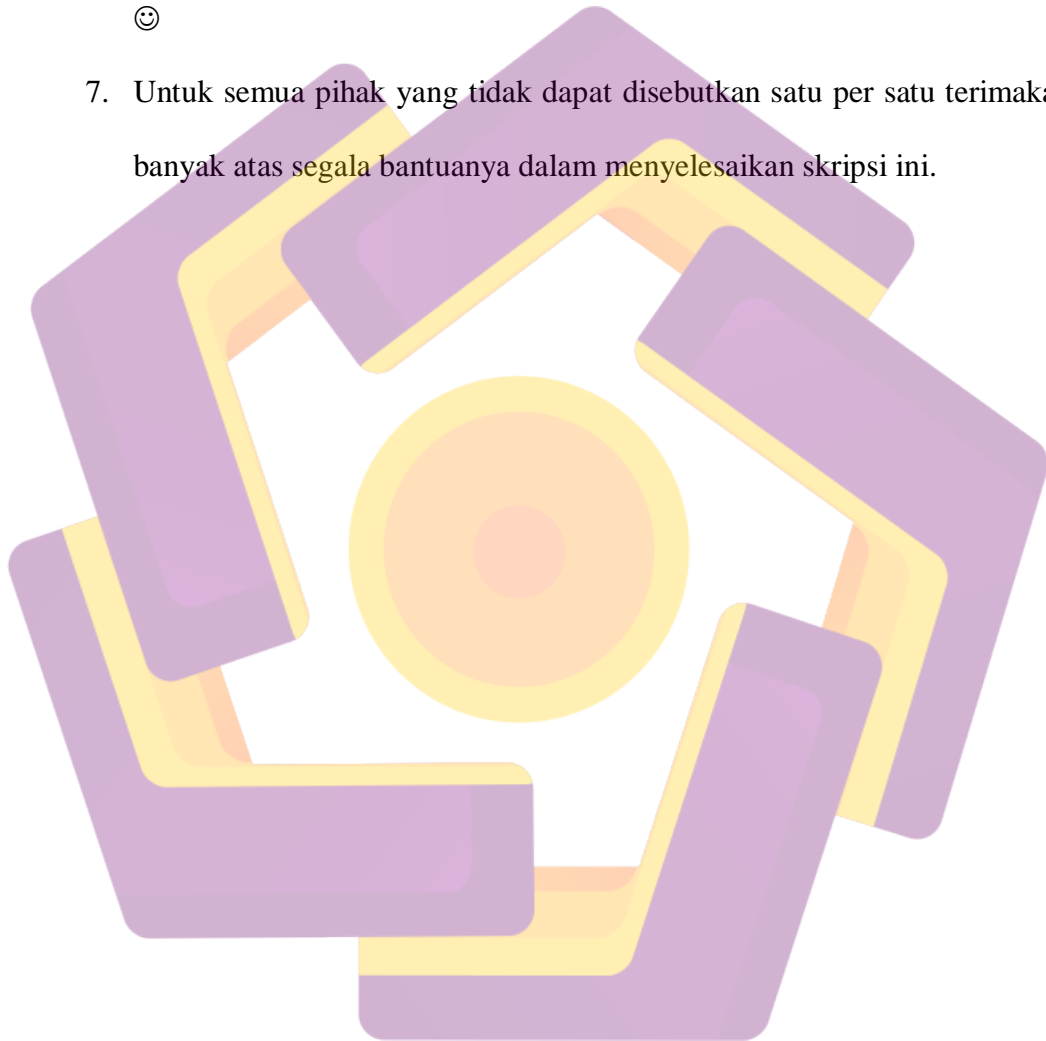 ☺
7. Untuk semua pihak yang tidak dapat disebutkan satu per satu
banyak atas segala bantuanya dalam menyelesaikan skripsi ini.